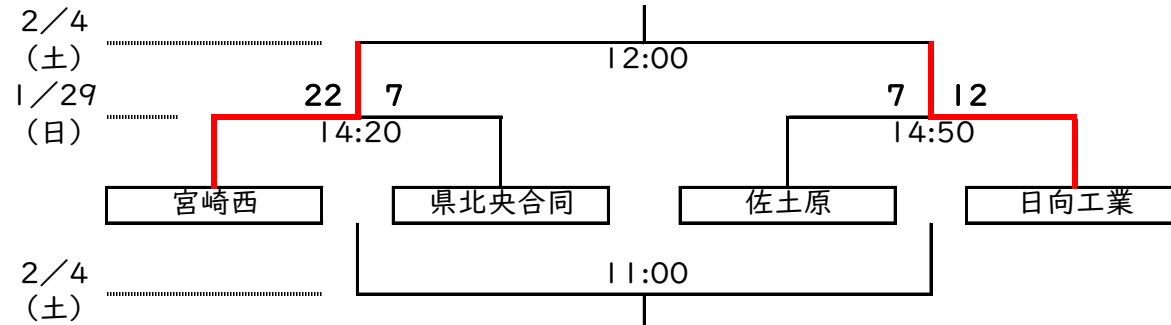 2／4
（土）
12:00
1／29
（日）
22 7
7 12
14:20
14:50
宮崎西
県北央合同
佐土原
日向工業
2／4
（土）
11:00